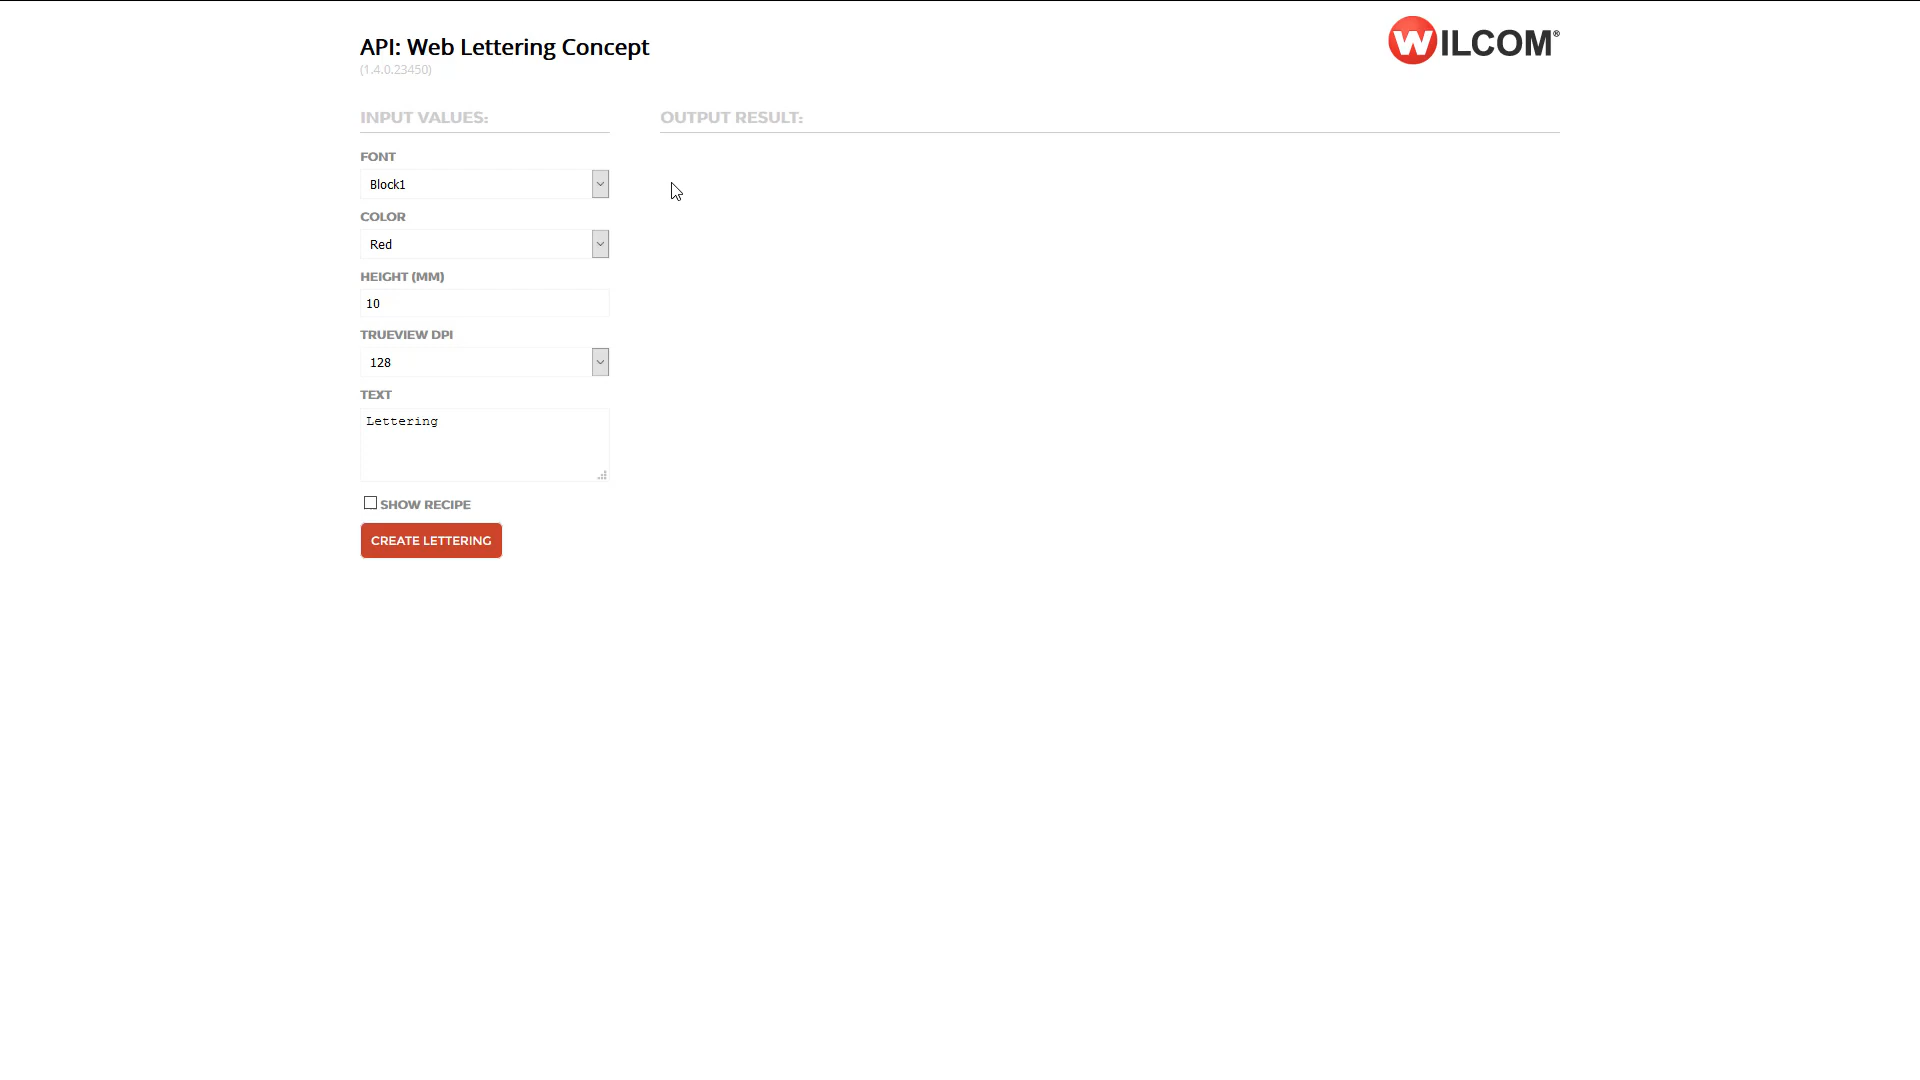 API: Web Lettering Concept
(1.4.0.23450)
WILCOM®
INPUT VALUES:
FONT
Block1
COLOR
Red
HEIGHT (MM)
10
TRUEVIEW DPI
128
TEXT
Lettering
SHOW RECIPE
CREATE LETTERING
OUTPUT RESULT: